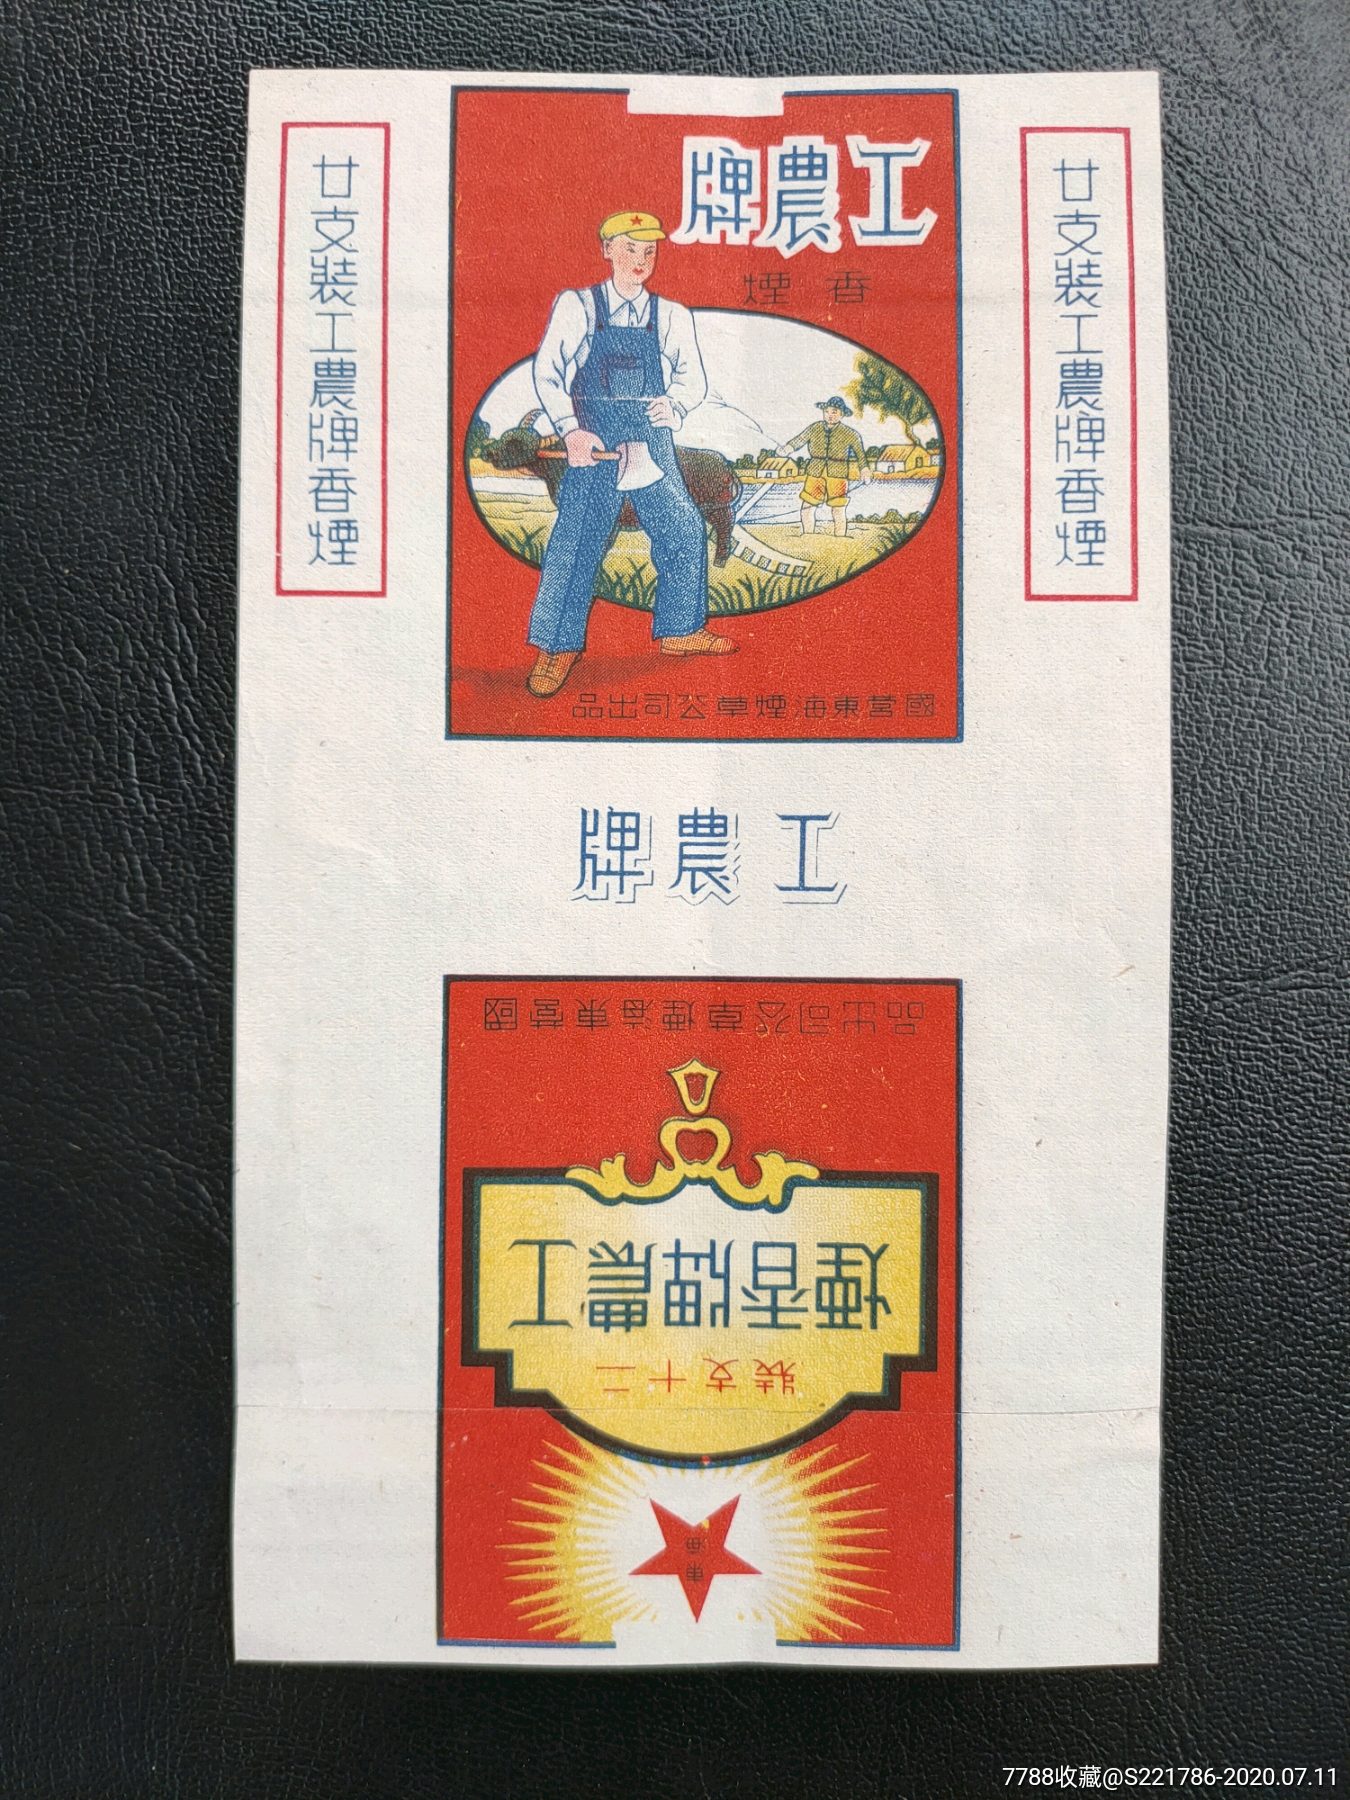 廿支裝工農牌香煙
工農牌
香煙
廿支裝工農牌香煙
國營東海煙草公司出品
工農牌
國營東海煙草公司出品
工農牌香煙
二十支裝
東海
7788收藏@S221786-2020.07.11